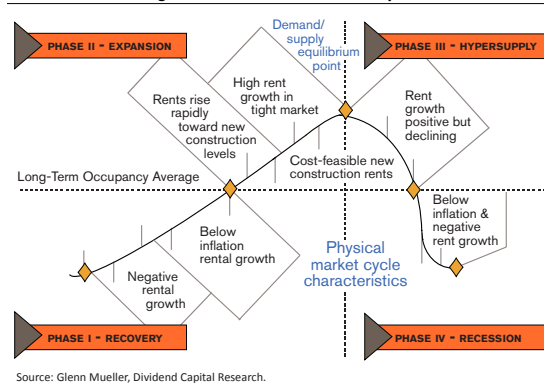 Demand/
supply
equilibrium
point
PHASE II - EXPANSION
PHASE III - HYPERSUPPLY
High rent
growth in
tight market
Rents rise
rapidly
toward new
construction
levels
Rent
growth
positive but
declining
Cost-feasible new
construction rents
Long-Term Occupancy Average
Below
inflation
rental growth
Below
inflation &
negative
rent growth
Physical
market cycle
characteristics
Negative
rental
growth
PHASE I - RECOVERY
PHASE IV - RECESSION
Source: Glenn Mueller, Dividend Capital Research.